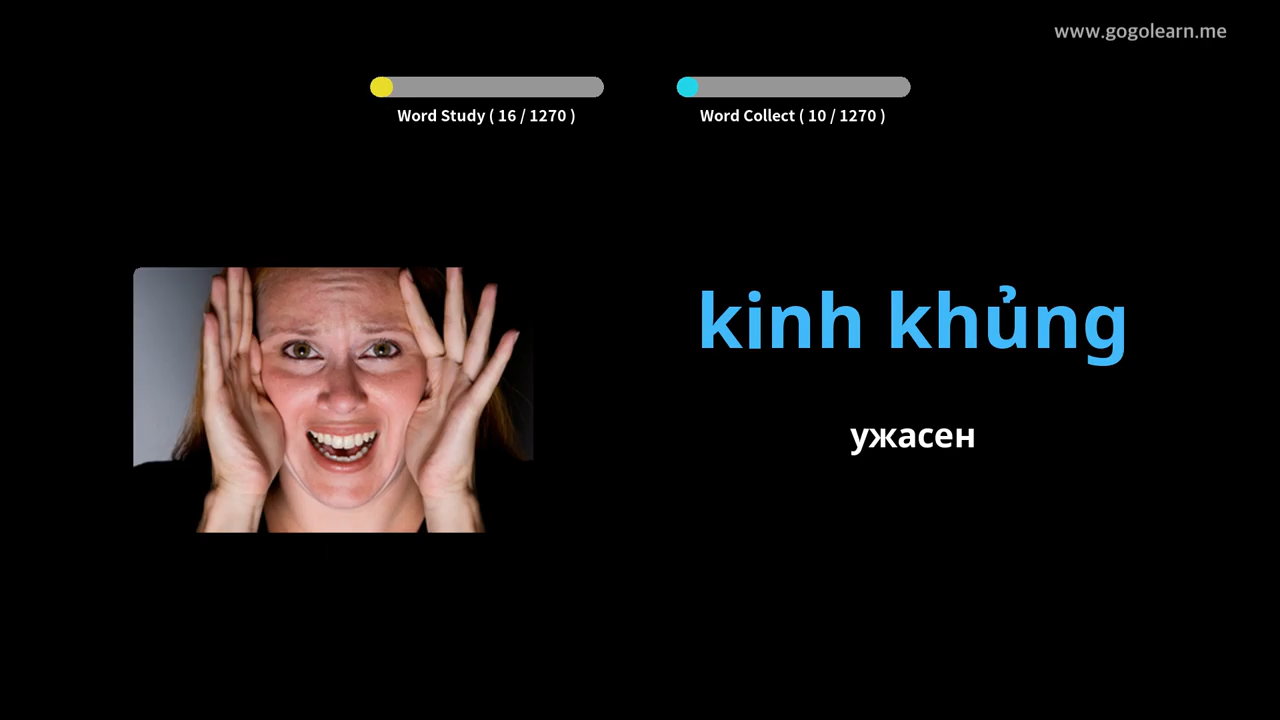 www.gogolearn.me
Word Study ( 16 / 1270 )
Word Collect ( 10 / 1270 )
kinh khủng
ужасен